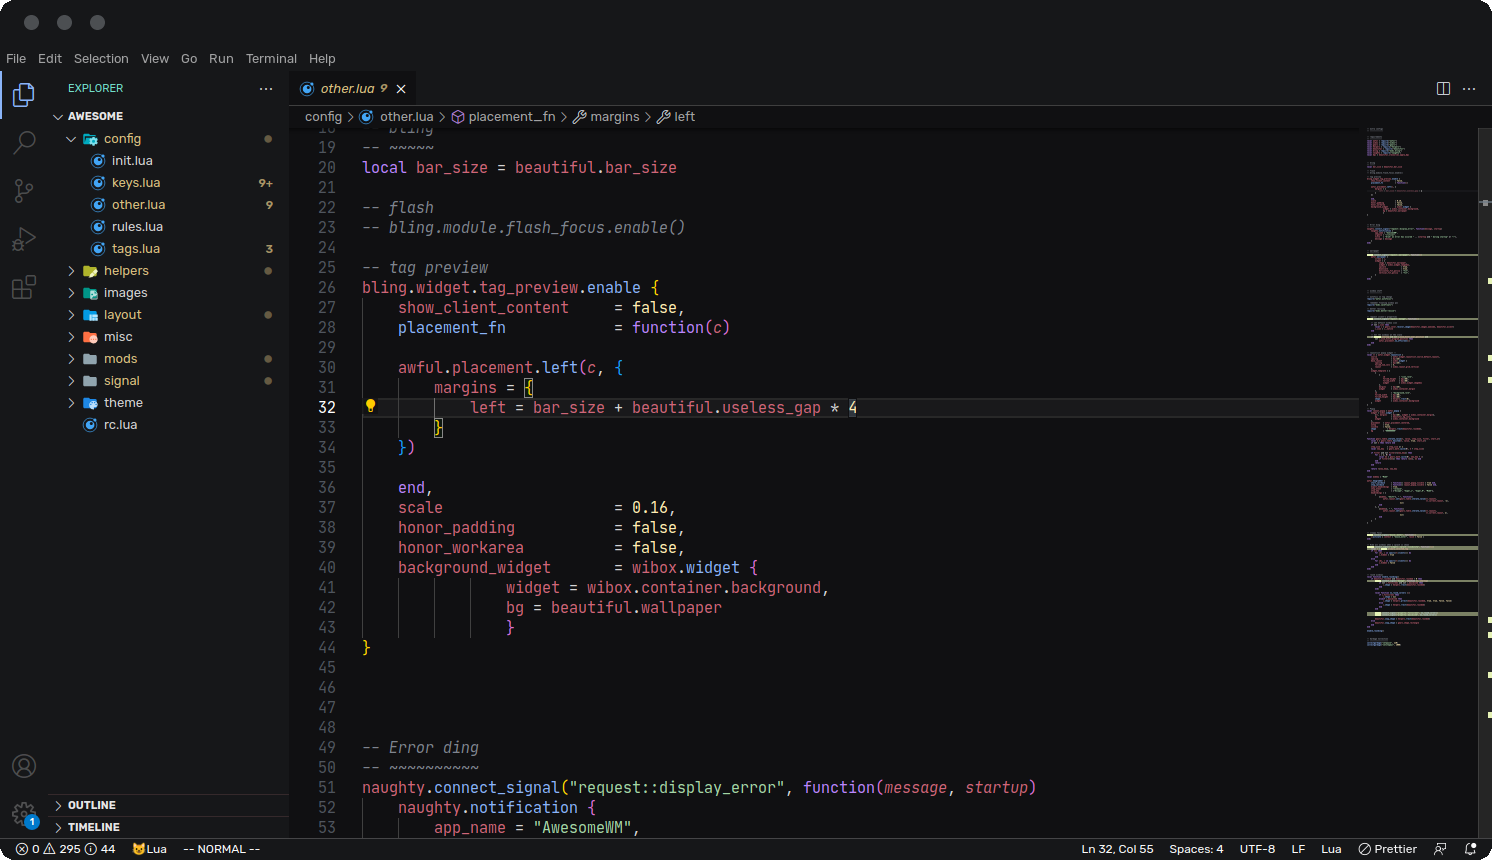 File Edit Selection View Go Run Terminal Help
EXPLORER
AWESOME
config
init.lua
keys.lua 9+
other.lua 9
rules.lua
tags.lua 3
helpers
images
layout
misc
mods
signal
theme
rc.lua
OUTLINE
TIMELINE
other.lua 9
config > other.lua > placement_fn > margins > left
18 -- bling
19 -- ~~~~~
20 local bar_size = beautiful.bar_size
21
22 -- flash
23 -- bling.module.flash_focus.enable()
24
25 -- tag preview
26 bling.widget.tag_preview.enable {
27 show_client_content = false,
28 placement_fn = function(c)
29
30 awful.placement.left(c, {
31 margins = {
32 left = bar_size + beautiful.useless_gap * 4
33 }
34 })
35
36 end,
37 scale = 0.16,
38 honor_padding = false,
39 honor_workarea = false,
40 background_widget = wibox.widget {
41 widget = wibox.container.background,
42 bg = beautiful.wallpaper
43 }
44 }
45
46
47
48
49 -- Error ding
50 -- ~~~~~~~~~~
51 naughty.connect_signal("request::display_error", function(message, startup)
52 naughty.notification {
53 app_name = "AwesomeWM",
1
0 295 44 Lua -- NORMAL -- Ln 32, Col 55 Spaces: 4 UTF-8 LF Lua Prettier